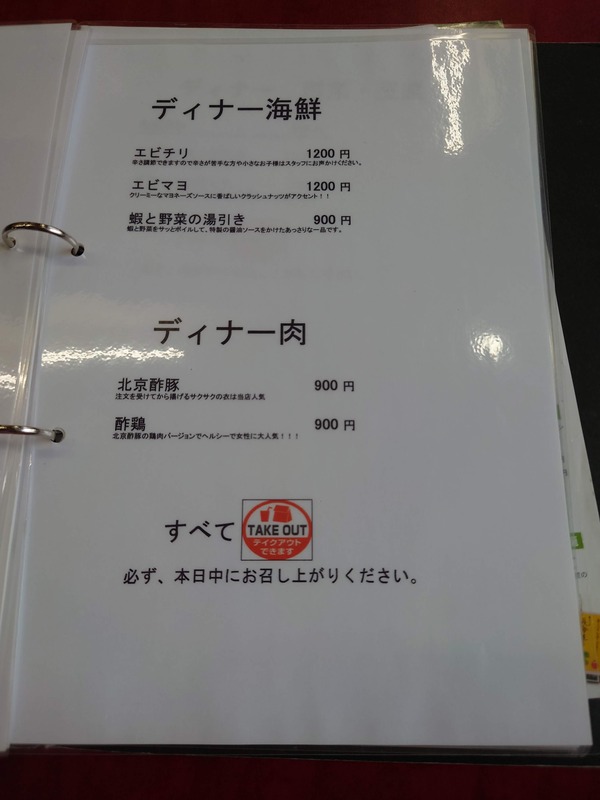 ディナー海鮮
エビチリ 1200 円
辛さ調節できますので辛さが苦手な方や小さなお子様はスタッフにお声かけください。
エビマヨ 1200 円
クリーミーなマヨネーズソースに香ばしいクラッシュナッツがアクセント！！
蝦と野菜の湯引き 900 円
蝦と野菜をサッとボイルして、特製の醤油ソースをかけたあっさりな一品です。
ディナー肉
北京酢豚 900 円
注文を受けてから揚げるサクサクの衣は当店人気
酢鶏 900 円
北京酢豚の鶏肉バージョンでヘルシーで女性に大人気！！！
すべて TAKE OUT
テイクアウト
できます
必ず、本日中にお召し上がりください。